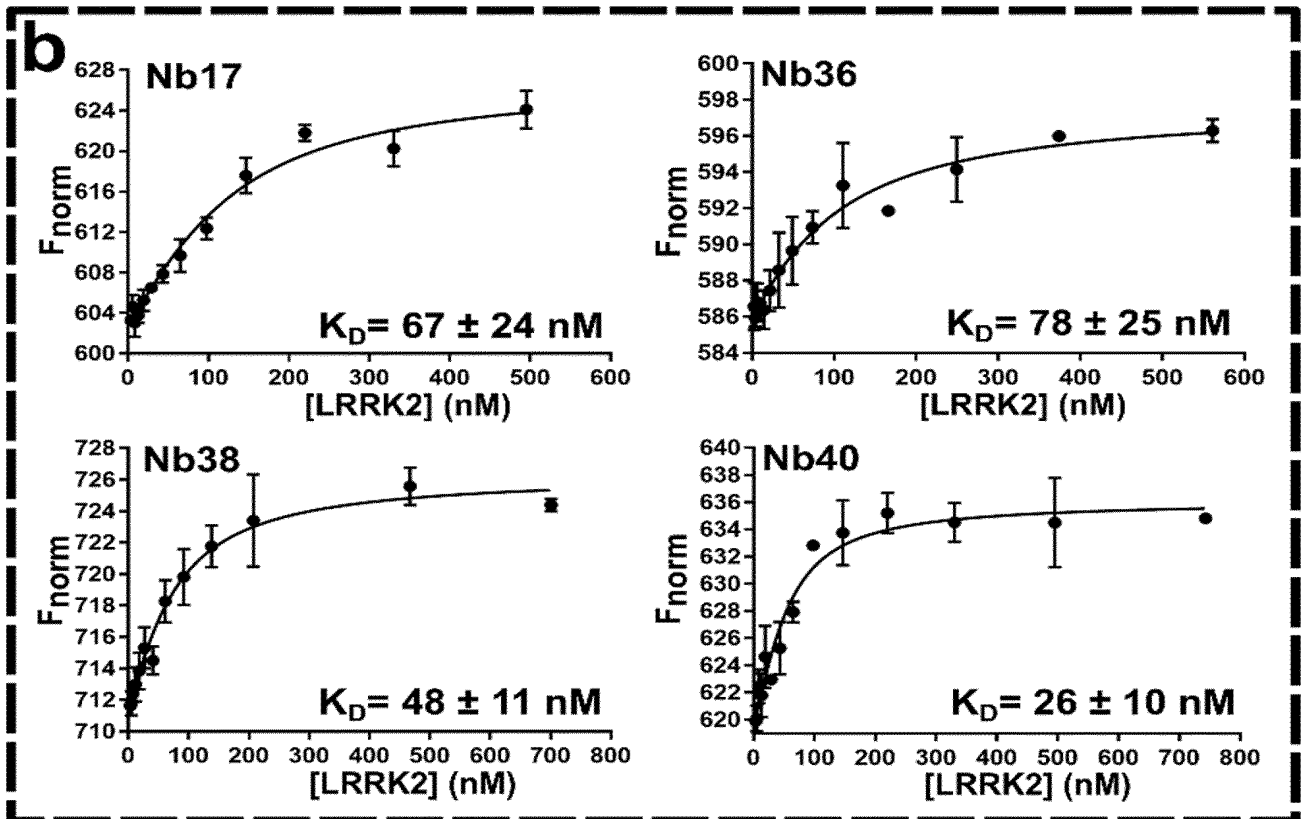 b
Nb17
628
624
620
616
612
608
604
600
Fnorm
KD= 67 ± 24 nM
0 100 200 300 400 500 600
[LRRK2] (nM)
Nb36
600
598
596
594
592
590
588
586
584
Fnorm
KD= 78 ± 25 nM
0 100 200 300 400 500 600
[LRRK2] (nM)
Nb38
728
726
724
722
720
718
716
714
712
710
Fnorm
KD= 48 ± 11 nM
0 100 200 300 400 500 600 700 800
[LRRK2] (nM)
Nb40
640
638
636
634
632
630
628
626
624
622
620
Fnorm
KD= 26 ± 10 nM
0 100 200 300 400 500 600 700 800
[LRRK2] (nM)